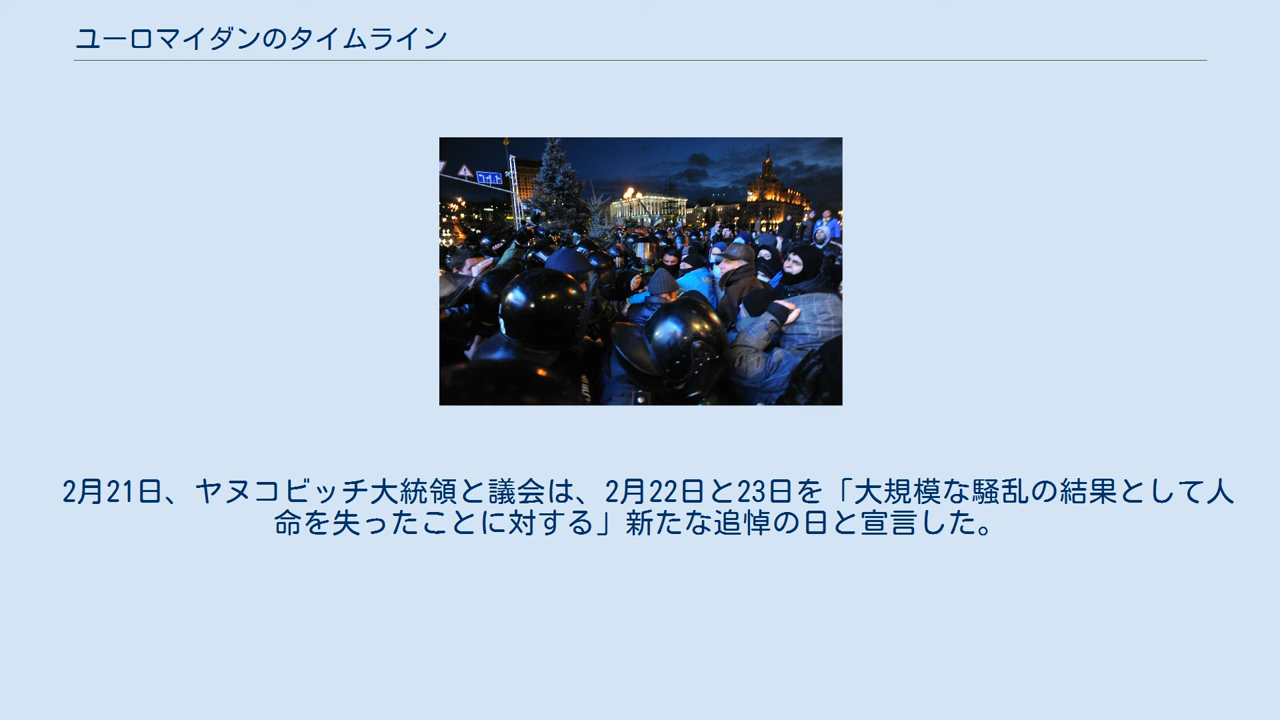 ユーロマイダンのタイムライン
2月21日、ヤヌコビッチ大統領と議会は、2月22日と23日を「大規模な騒乱の結果として人
命を失ったことに対する」新たな追悼の日と宣言した。